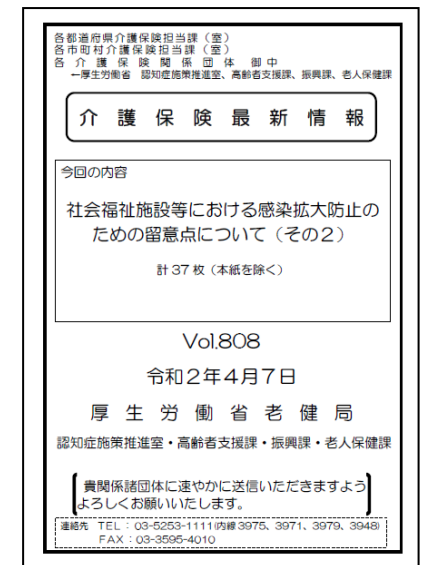 各都道府県介護保険担当課（室）
各市町村介護保険担当課（室）
各介護保険関係団体御中
←厚生労働省 認知症施策推進室、高齢者支援課、振興課、老人保健課
介護保険最新情報
今回の内容
社会福祉施設等における感染拡大防止の
ための留意点について（その２）
計37枚（本紙を除く）
Vol.808
令和２年４月７日
厚生労働省老健局
認知症施策推進室・高齢者支援課・振興課・老人保健課
貴関係諸団体に速やかに送信いただきますよう
よろしくお願いいたします。
連絡先 TEL：03-5253-1111(内線3975、3971、3979、3948)
FAX：03-3595-4010